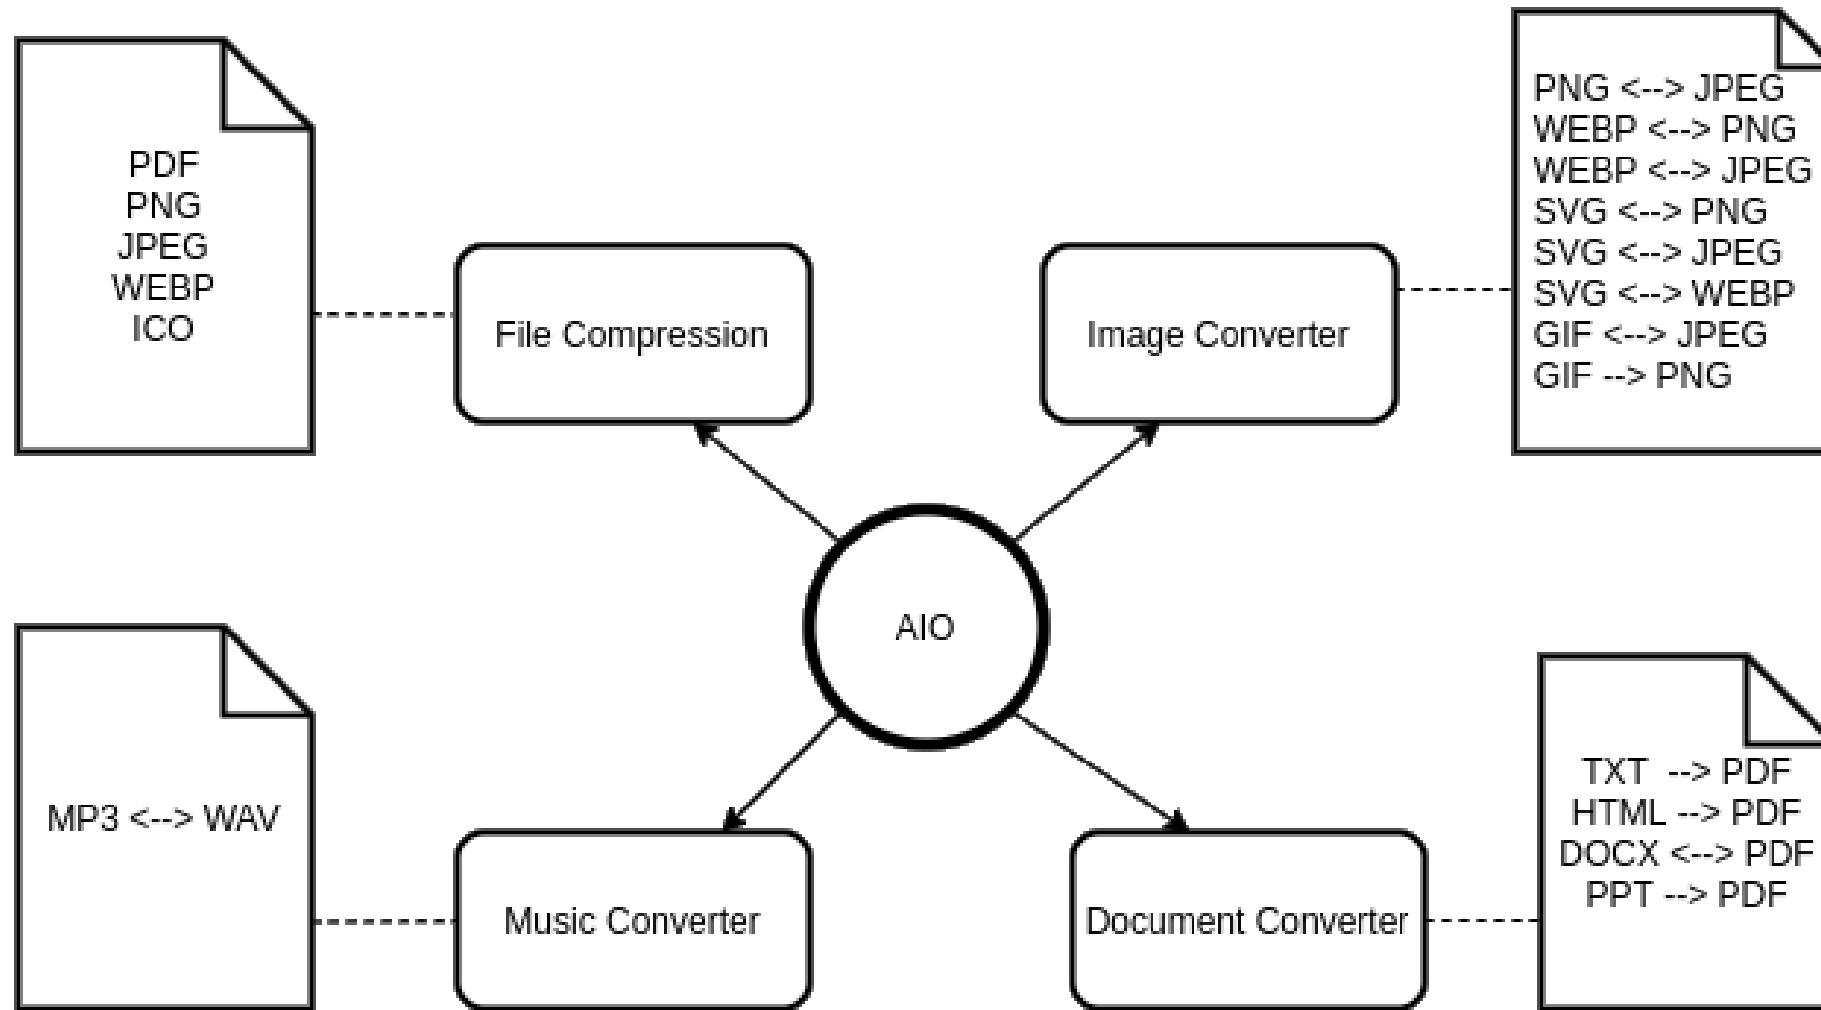 PDF
PNG
JPEG
WEBP
ICO
File Compression
Image Converter
PNG <--> JPEG
WEBP <--> PNG
WEBP <--> JPEG
SVG <--> PNG
SVG <--> JPEG
SVG <--> WEBP
GIF <--> JPEG
GIF --> PNG
AIO
MP3 <--> WAV
Music Converter
Document Converter
TXT  --> PDF
HTML --> PDF
DOCX <--> PDF
PPT --> PDF